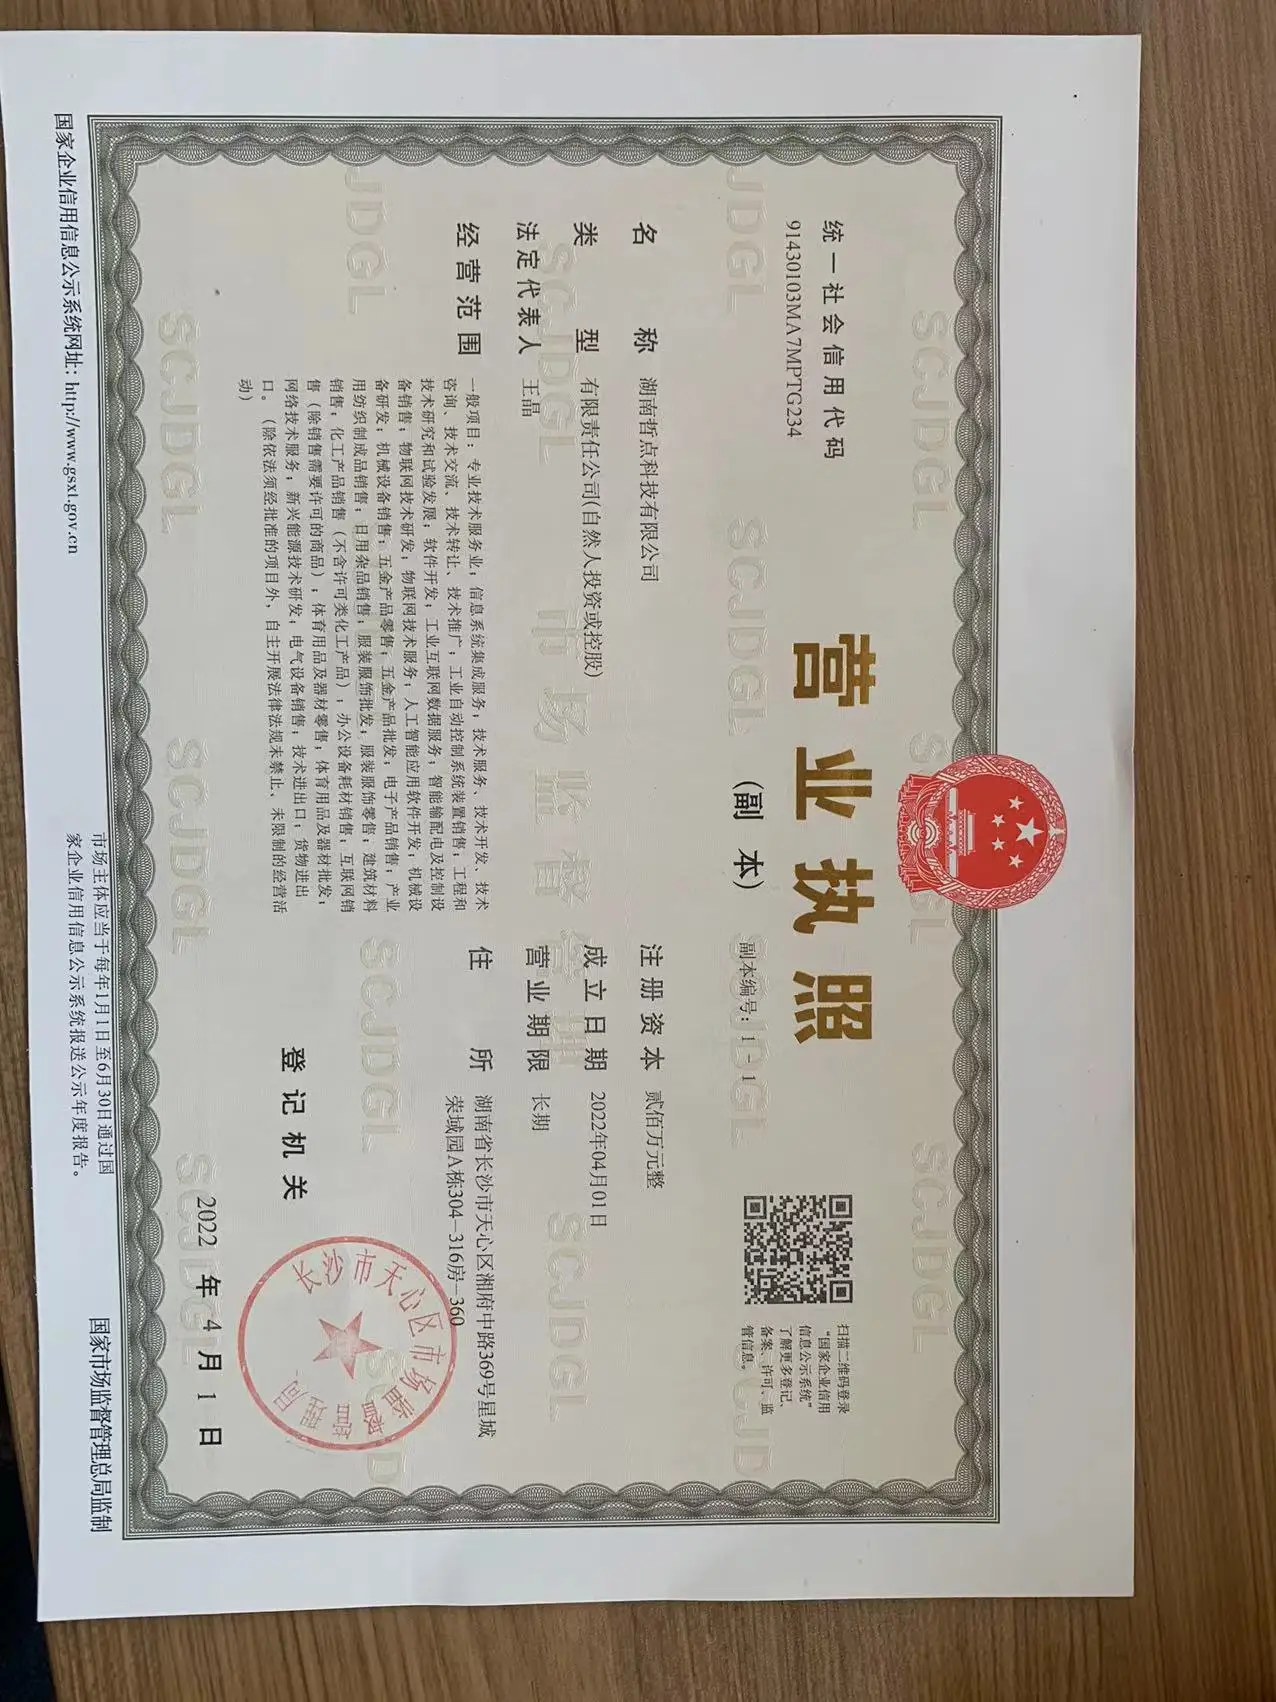 统一社会信用代码
91430103MA7MPTG234
营业执照
(副本)
副本编号：1－1
扫描二维码登录
“国家企业信用
信息公示系统”
了解更多登记、
备案、许可、监
管信息。
名称 湖南哲点科技有限公司
类型 有限责任公司(自然人投资或控股)
法定代表人 王晶
经营范围 一般项目：专业技术服务业；信息系统集成服务；技术服务、技术开发、技术
咨询、技术交流、技术转让、技术推广；工业自动控制系统装置销售；工程和
技术研究和试验发展；软件开发；工业互联网数据服务；智能输配电及控制设
备销售；物联网技术研发；物联网技术服务；人工智能应用软件开发；机械设
备研发；机械设备销售；五金产品零售；五金产品批发；电子产品销售；产业
用纺织制成品销售；日用杂品销售；服装服饰批发；服装服饰零售；建筑材料
销售；化工产品销售（不含许可类化工产品）；办公设备耗材销售；互联网销
售（除销售需要许可的商品）；体育用品及器材零售；体育用品及器材批发；
网络技术服务；新兴能源技术研发；电气设备销售；技术进出口；货物进出
口。（除依法须经批准的项目外，自主开展法律法规未禁止、未限制的经营活
动）
注册资本 贰佰万元整
成立日期 2022年04月01日
营业期限 长期
住所 湖南省长沙市天心区湘府中路369号星城
荣域园A栋304－316房－360
登记机关
长沙市天心区市场监督管理局
2022 年 4 月 1 日
国家企业信用信息公示系统网址：http://www.gsxt.gov.cn
市场主体应当于每年1月1日至6月30日通过国
家企业信用信息公示系统报送公示年度报告。
国家市场监督管理总局监制
SCJDGL
市场监督管理